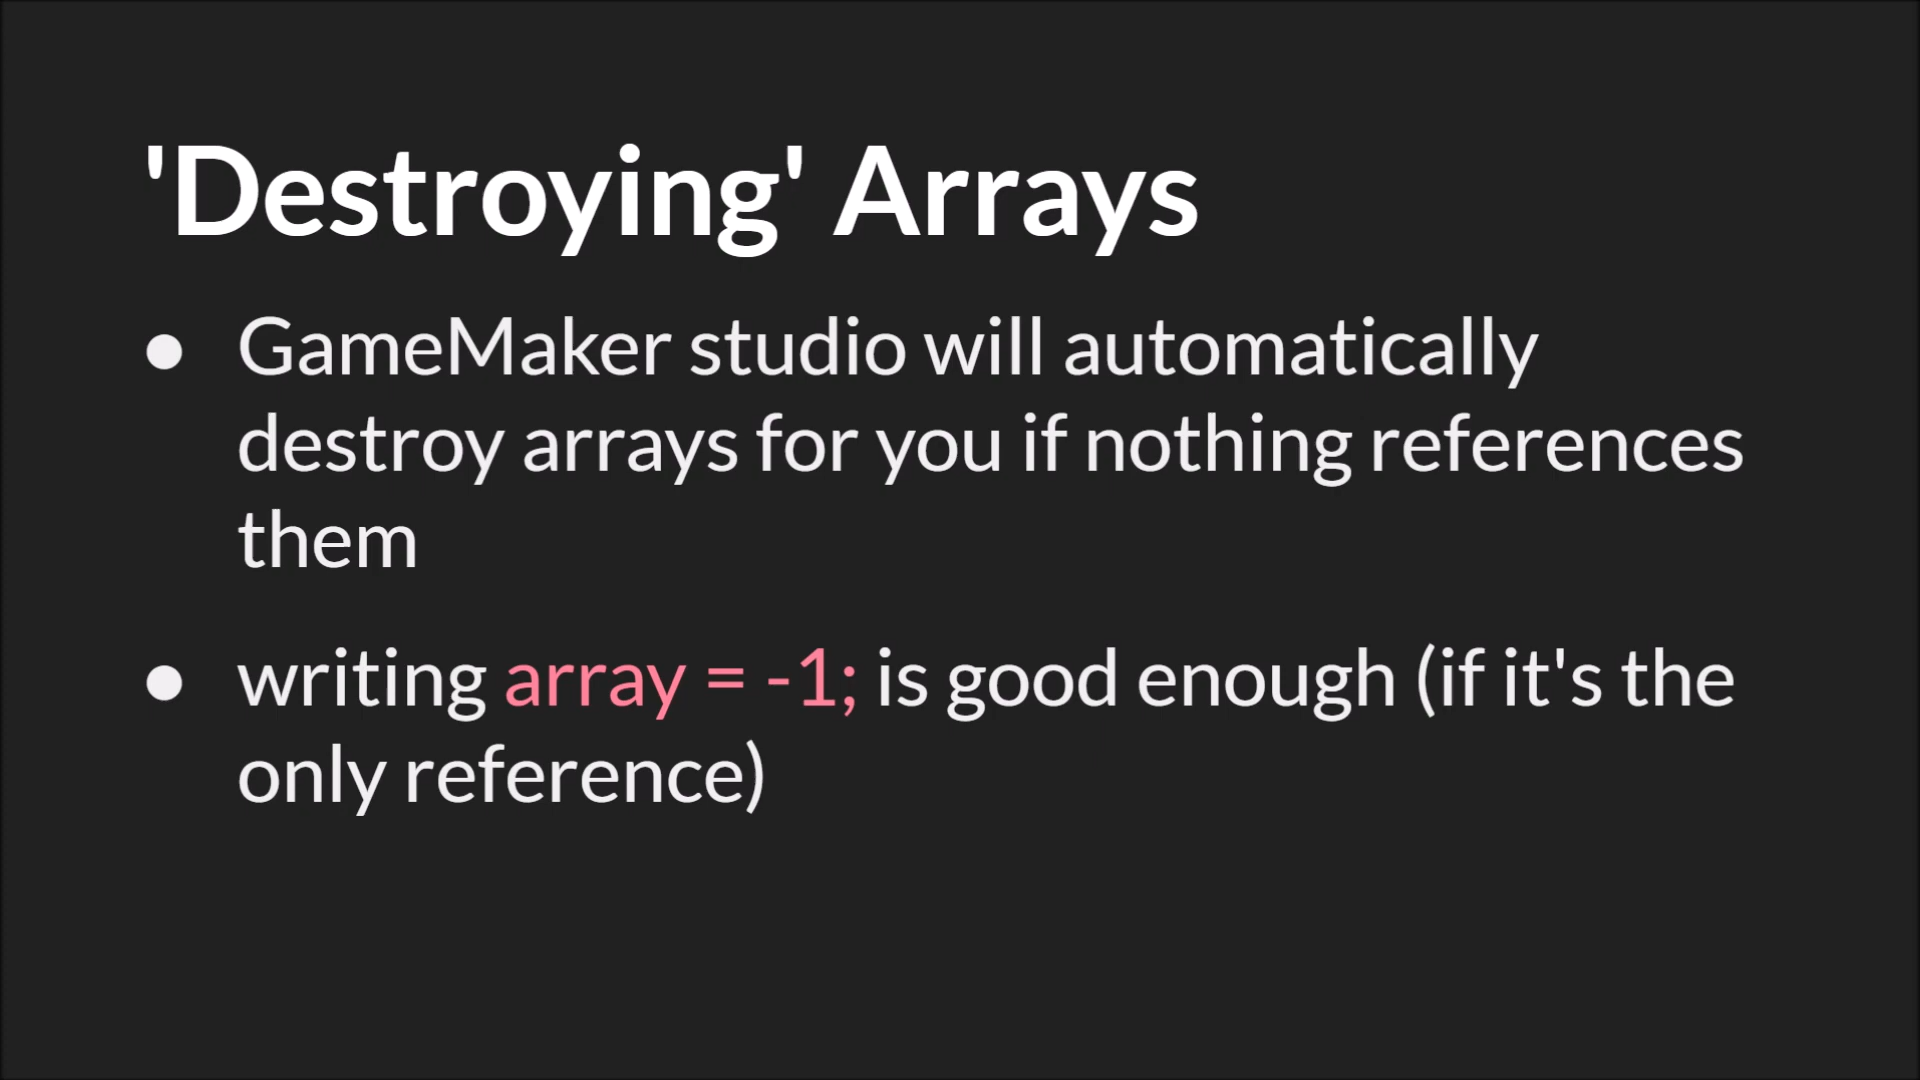 'Destroying' Arrays
● GameMaker studio will automatically
destroy arrays for you if nothing references
them
● writing array = -1; is good enough (if it's the
only reference)